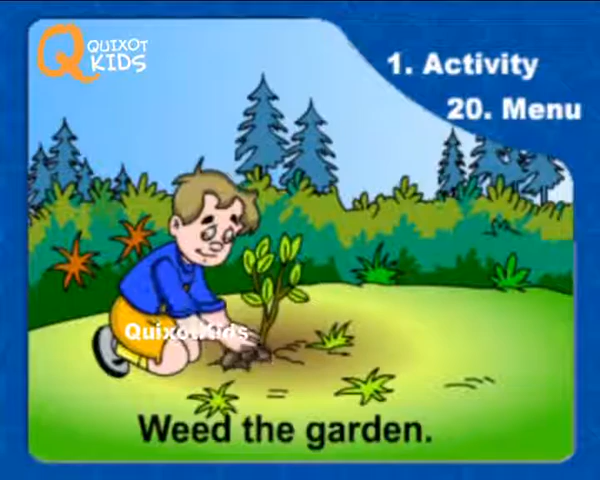 QUIXOT
KIDS
1. Activity
20. Menu
QuixotKids
Weed the garden.